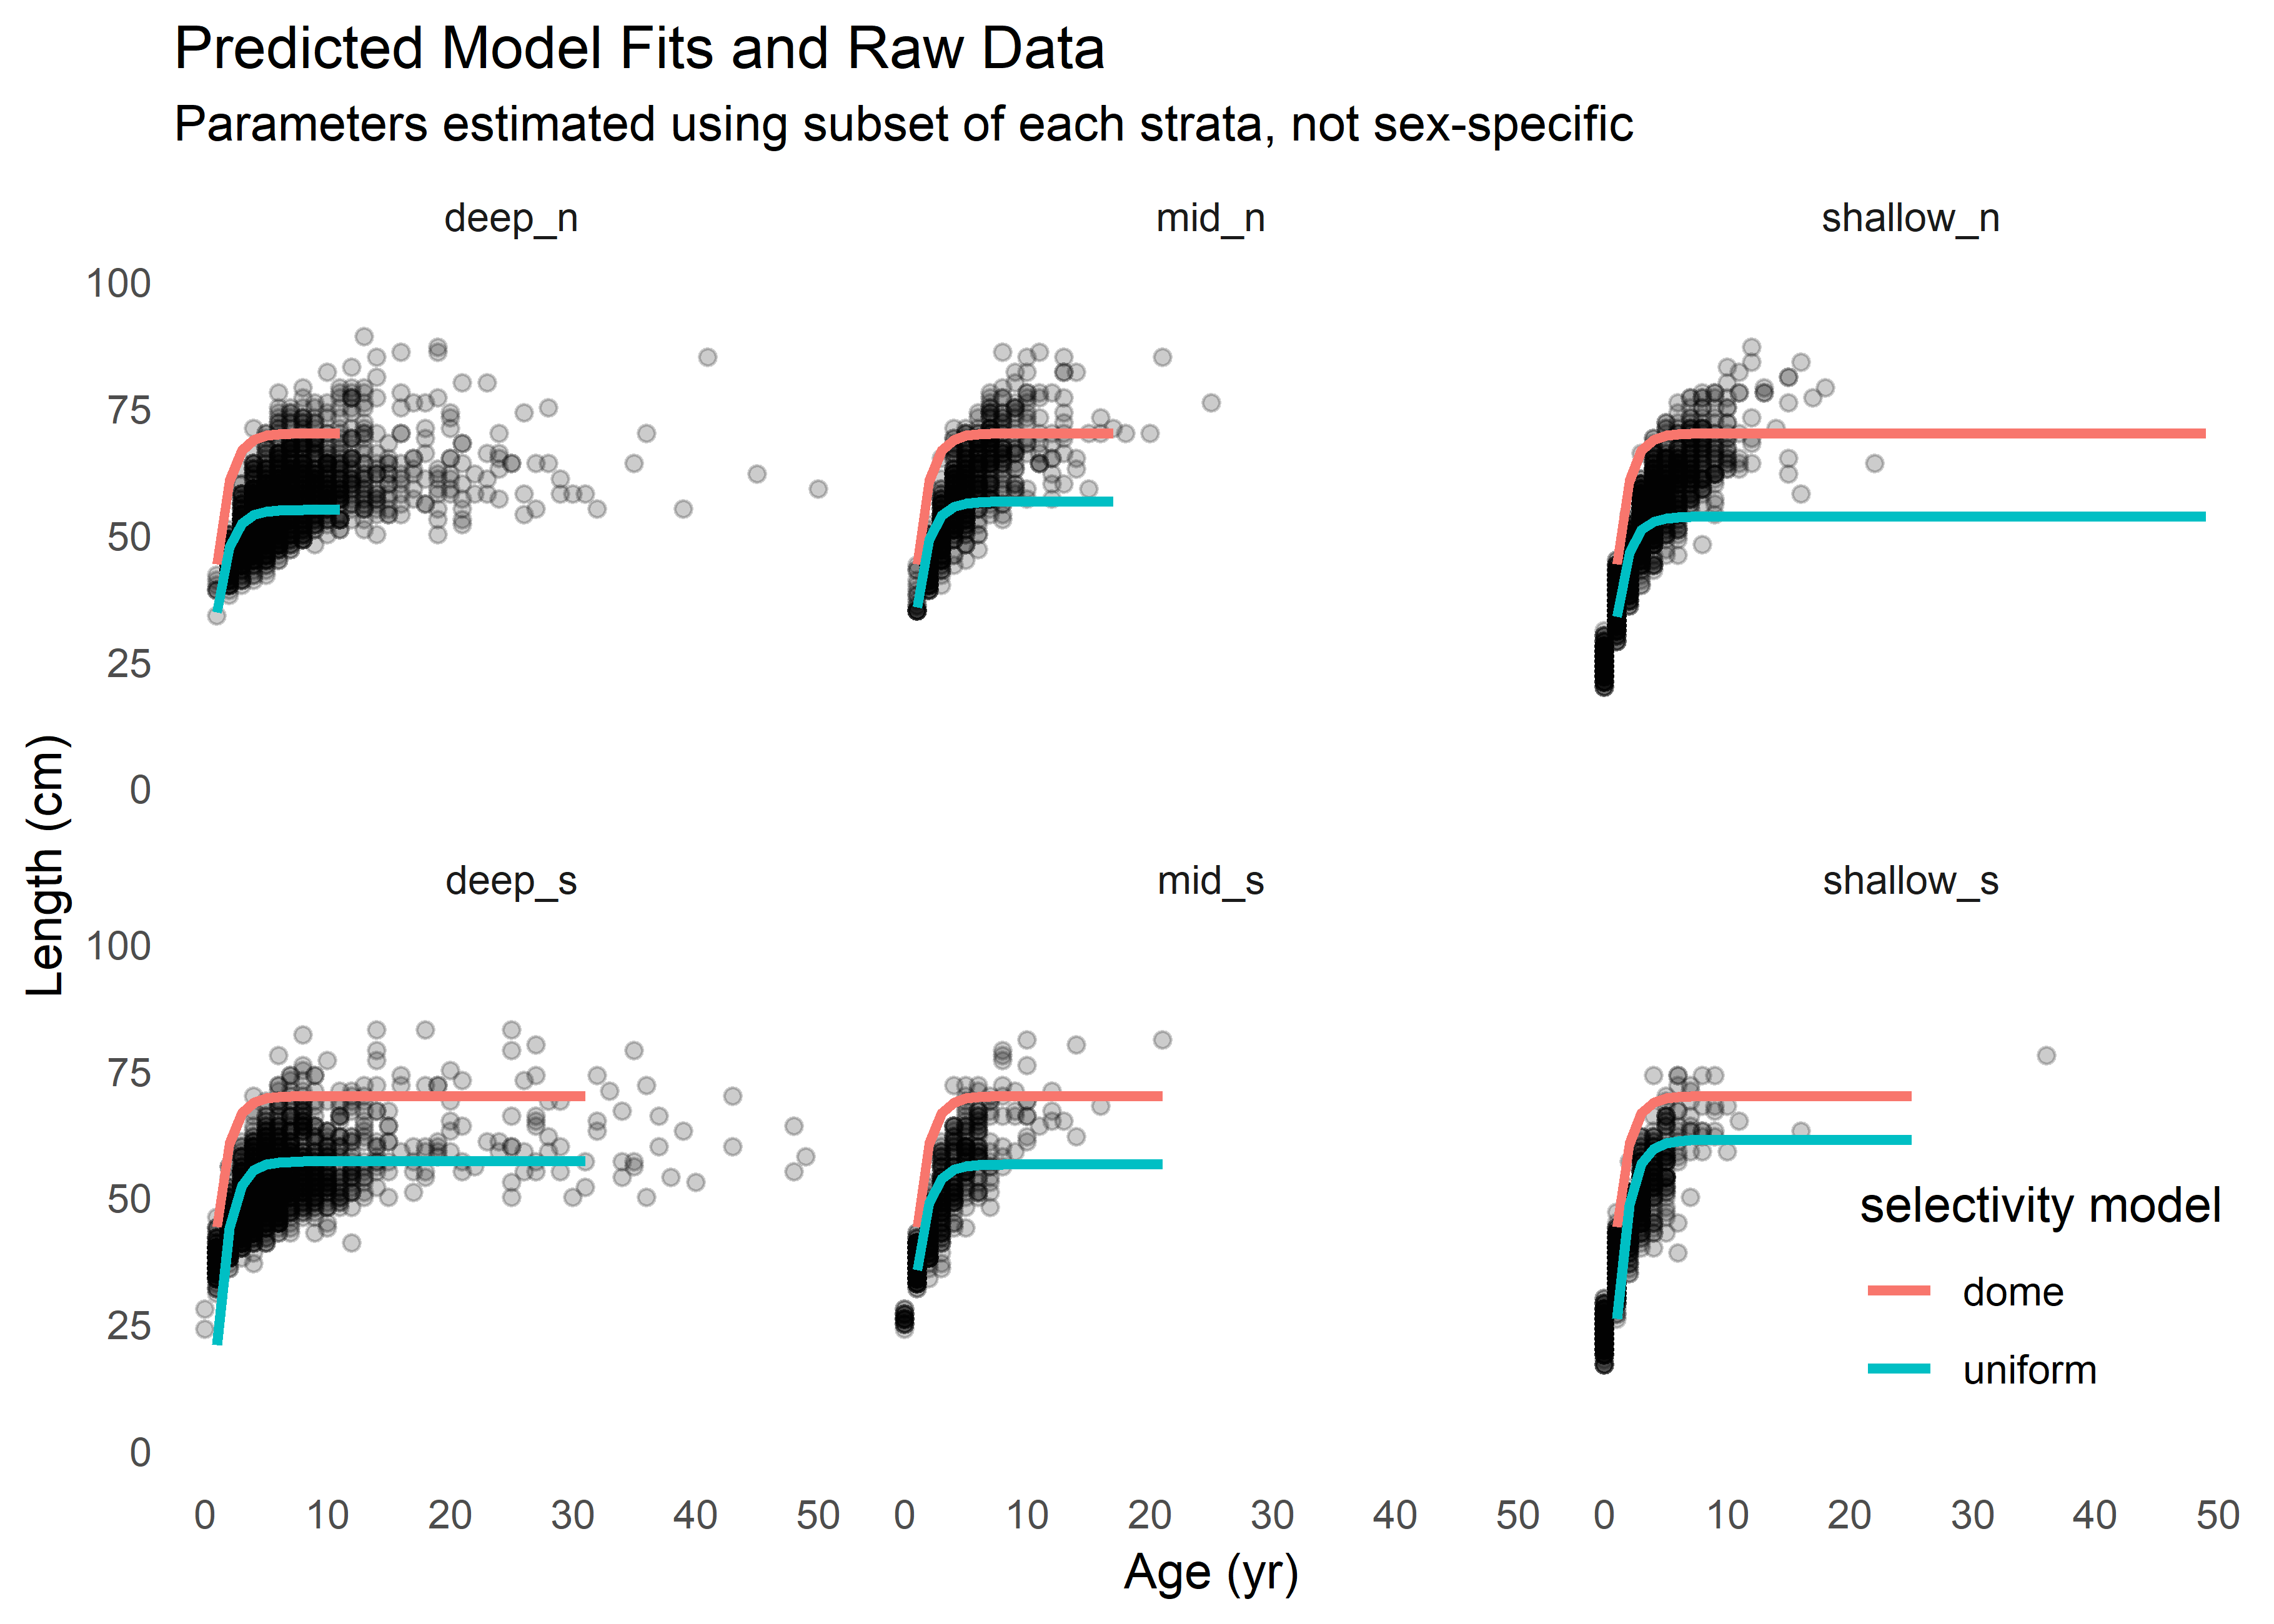 Predicted Model Fits and Raw Data
Parameters estimated using subset of each strata, not sex-specific
deep_n mid_n shallow_n
100
75
50
25
0
Length (cm)
deep_s mid_s shallow_s
100
75
50
25
0
selectivity model
dome
uniform
0 10 20 30 40 50 0 10 20 30 40 50 0 10 20 30 40 50
Age (yr)